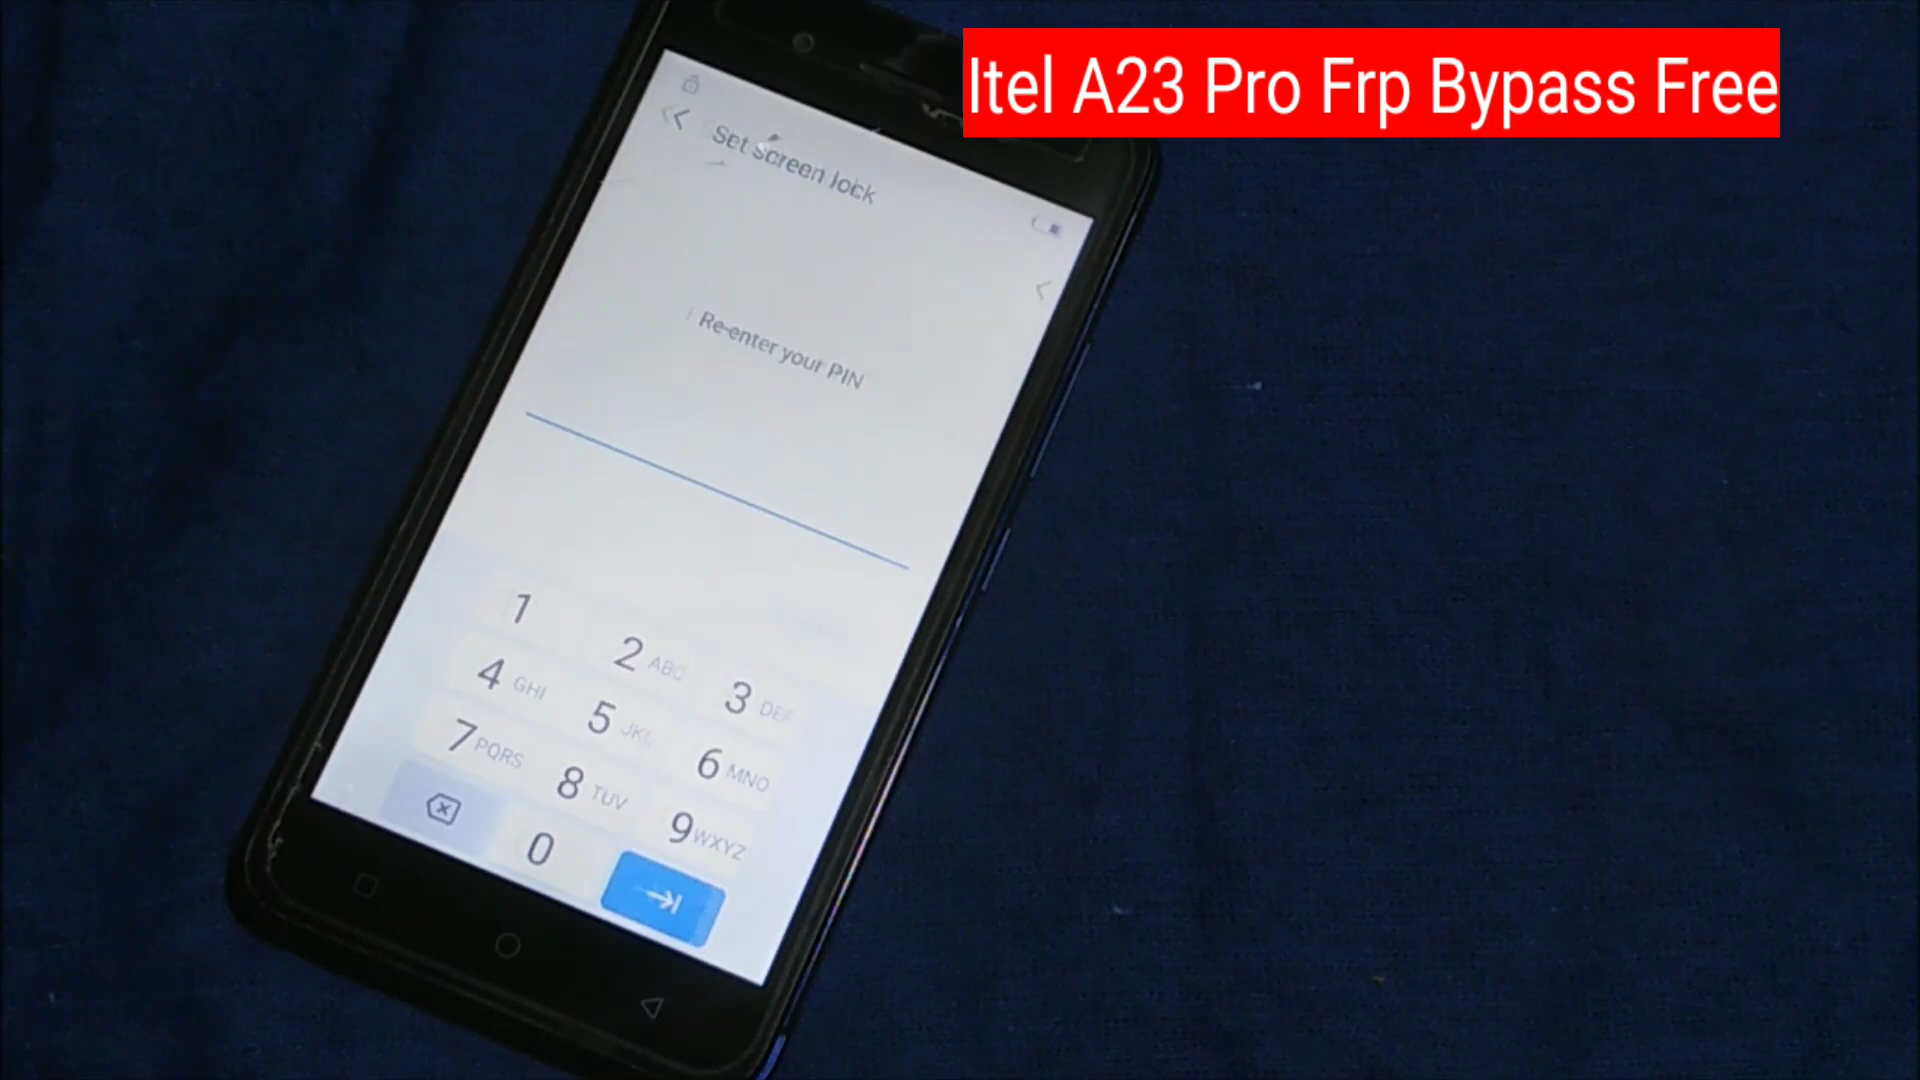 Itel A23 Pro Frp Bypass Free
Set screen lock
Re-enter your PIN
1
2 ABC
3 DEF
4 GHI
5 JKL
6 MNO
7 PQRS
8 TUV
9 WXYZ
0